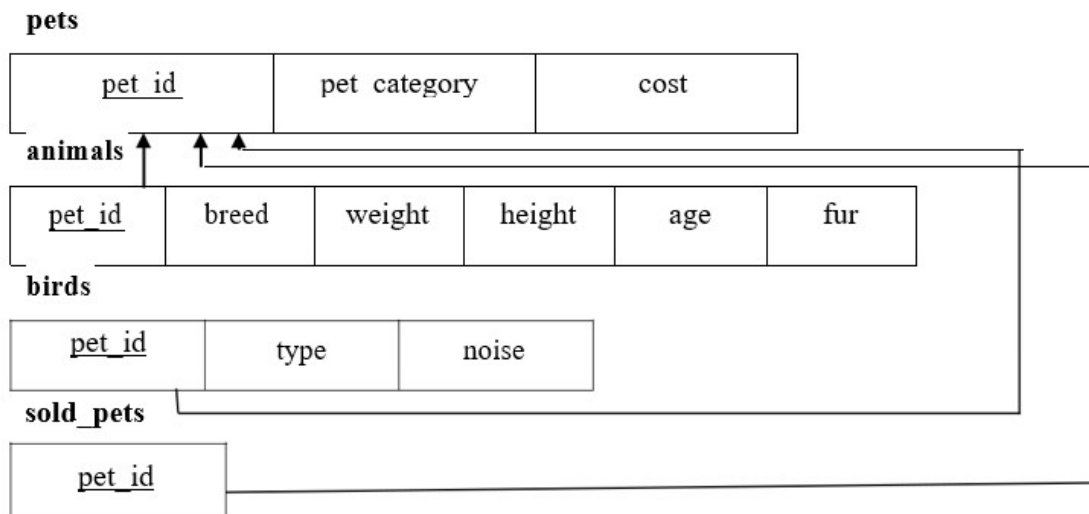 pets
pet_id pet_category cost
animals
pet_id breed weight height age fur
birds
pet_id type noise
sold_pets
pet_id